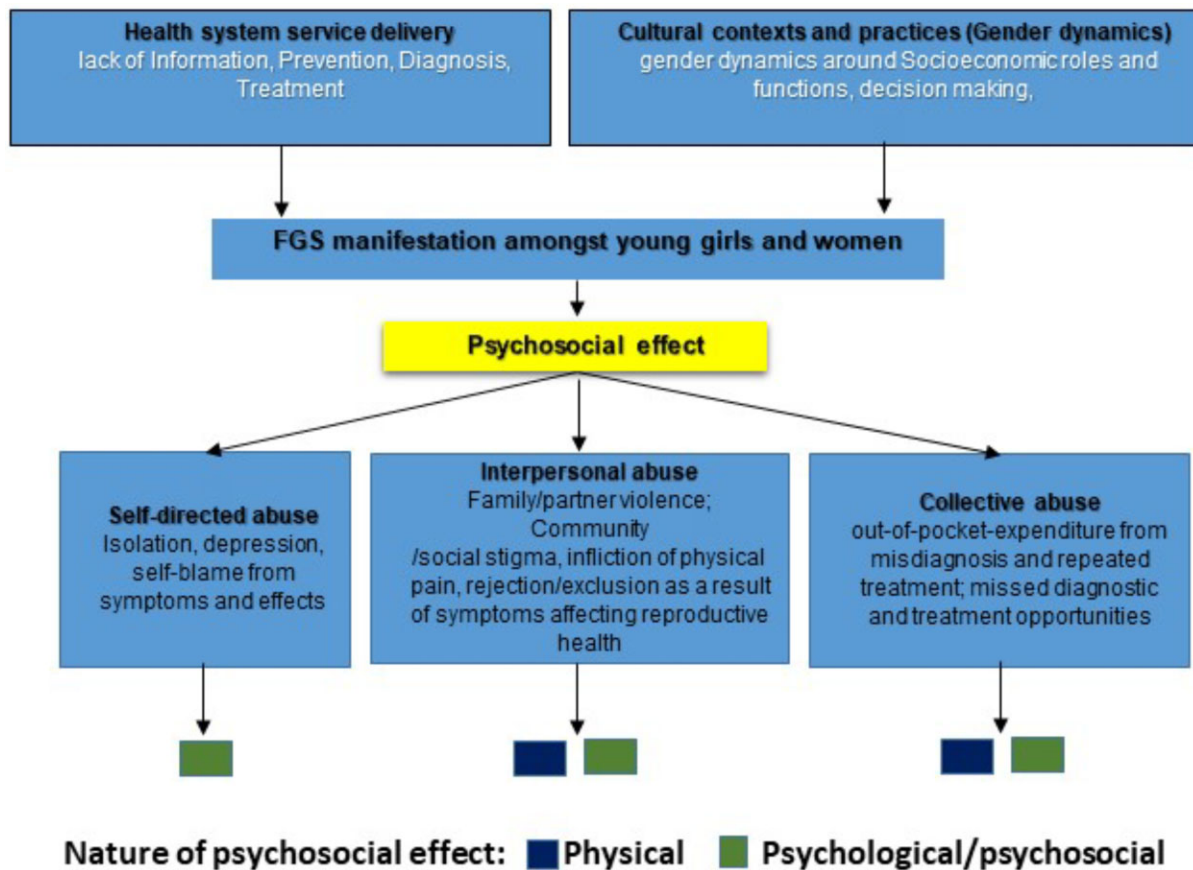 Health system service delivery
lack of Information, Prevention, Diagnosis,
Treatment
Cultural contexts and practices (Gender dynamics)
gender dynamics around Socioeconomic roles and
functions, decision making,
FGS manifestation amongst young girls and women
Psychosocial effect
Self-directed abuse
Isolation, depression,
self-blame from
symptoms and effects
Interpersonal abuse
Family/partner violence;
Community
/social stigma, infliction of physical
pain, rejection/exclusion as a result
of symptoms affecting reproductive
health
Collective abuse
out-of-pocket-expenditure from
misdiagnosis and repeated
treatment; missed diagnostic
and treatment opportunities
Nature of psychosocial effect: Physical Psychological/psychosocial